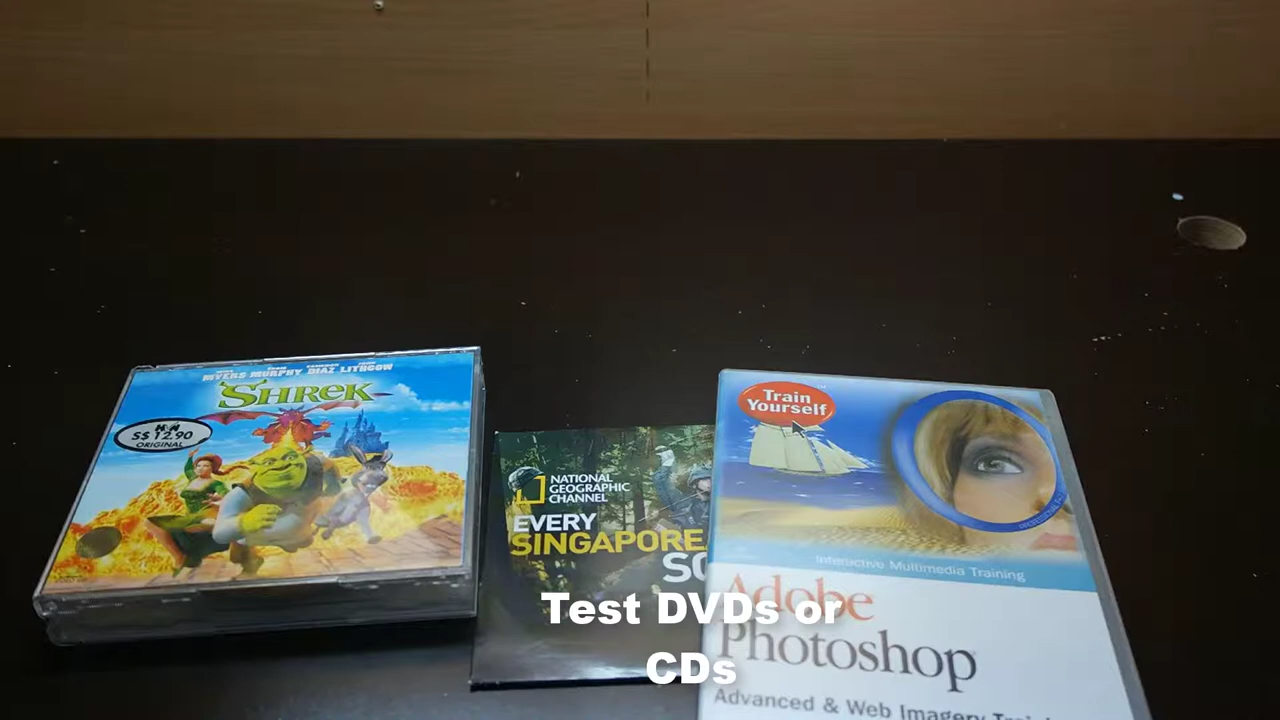 MYERS MURPHY DIAZ LITHGOW
SHREK
S$ 12.90
ORIGINAL
NATIONAL
GEOGRAPHIC
CHANNEL
EVERY
SINGAPORE
SO
Train
Yourself
Interactive Multimedia Training
Adobe
Photoshop
Advanced & Web Imagery
Test DVDs or
CDs